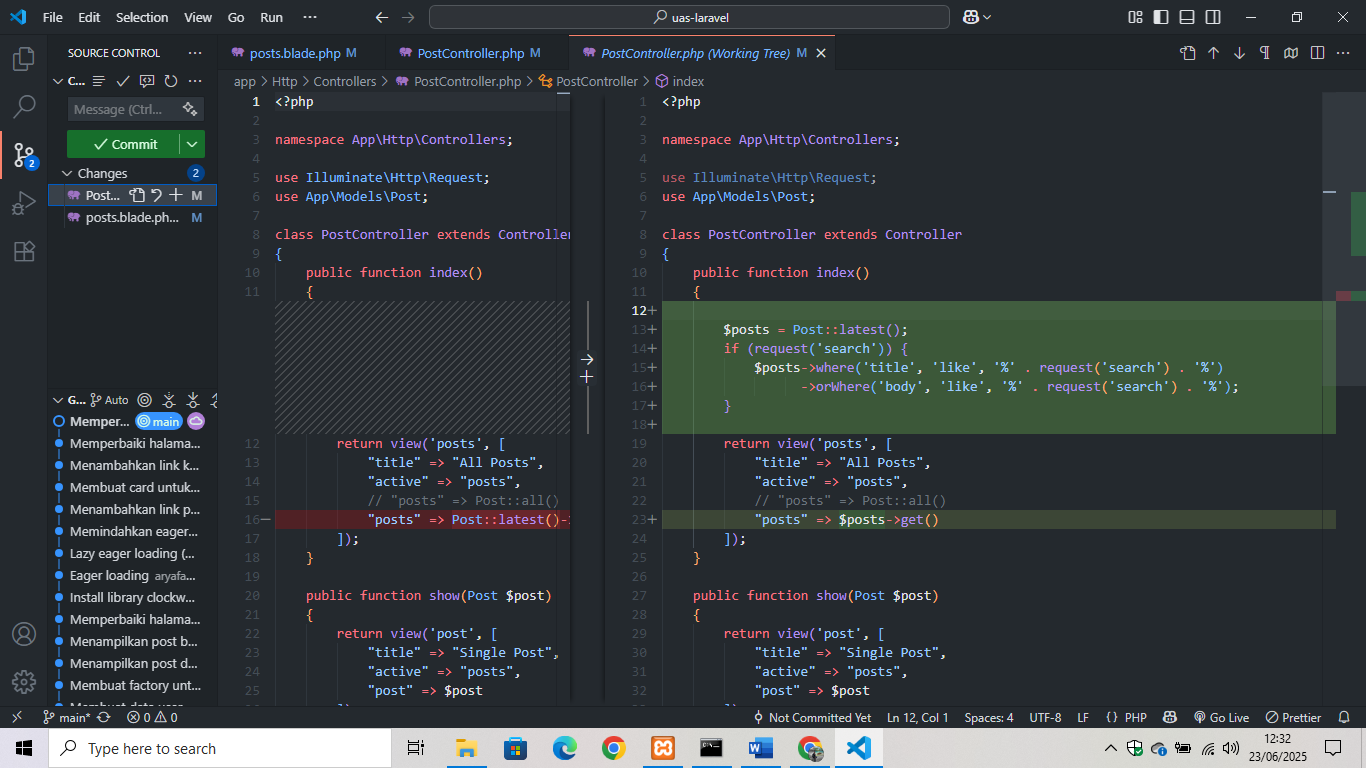 File Edit Selection View Go Run ··· uas-laravel
SOURCE CONTROL ···
posts.blade.php M
PostController.php M
PostController.php (Working Tree) M
app > Http > Controllers > PostController.php > PostController > index
C...
Message (Ctrl...
Commit
Changes 2
Post... M
posts.blade.ph... M
2
G... Auto
Memper... main
Memperbaiki halama...
Menambahkan link k...
Membuat card untuk...
Menambahkan link p...
Memindahkan eager...
Lazy eager loading (...
Eager loading aryafa...
Install library clockw...
Memperbaiki halama...
Menampilkan post b...
Menampilkan post d...
Membuat factory unt...
1 <?php
2
3 namespace App\Http\Controllers;
4
5 use Illuminate\Http\Request;
6 use App\Models\Post;
7
8 class PostController extends Controller
9 {
10 public function index()
11 {
12 return view('posts', [
13 "title" => "All Posts",
14 "active" => "posts",
15 // "posts" => Post::all()
16− "posts" => Post::latest()-
17 ]);
18 }
19
20 public function show(Post $post)
21 {
22 return view('post', [
23 "title" => "Single Post",
24 "active" => "posts",
25 "post" => $post
1 <?php
2
3 namespace App\Http\Controllers;
4
5 use Illuminate\Http\Request;
6 use App\Models\Post;
7
8 class PostController extends Controller
9 {
10 public function index()
11 {
12+
13+ $posts = Post::latest();
14+ if (request('search')) {
15+ $posts->where('title', 'like', '%' . request('search') . '%')
16+ ->orWhere('body', 'like', '%' . request('search') . '%');
17+ }
18+
19 return view('posts', [
20 "title" => "All Posts",
21 "active" => "posts",
22 // "posts" => Post::all()
23+ "posts" => $posts->get()
24 ]);
25 }
26
27 public function show(Post $post)
28 {
29 return view('post', [
30 "title" => "Single Post",
31 "active" => "posts",
32 "post" => $post
main* 0 0 Not Committed Yet Ln 12, Col 1 Spaces: 4 UTF-8 LF {} PHP Go Live Prettier
Type here to search
12:32
23/06/2025